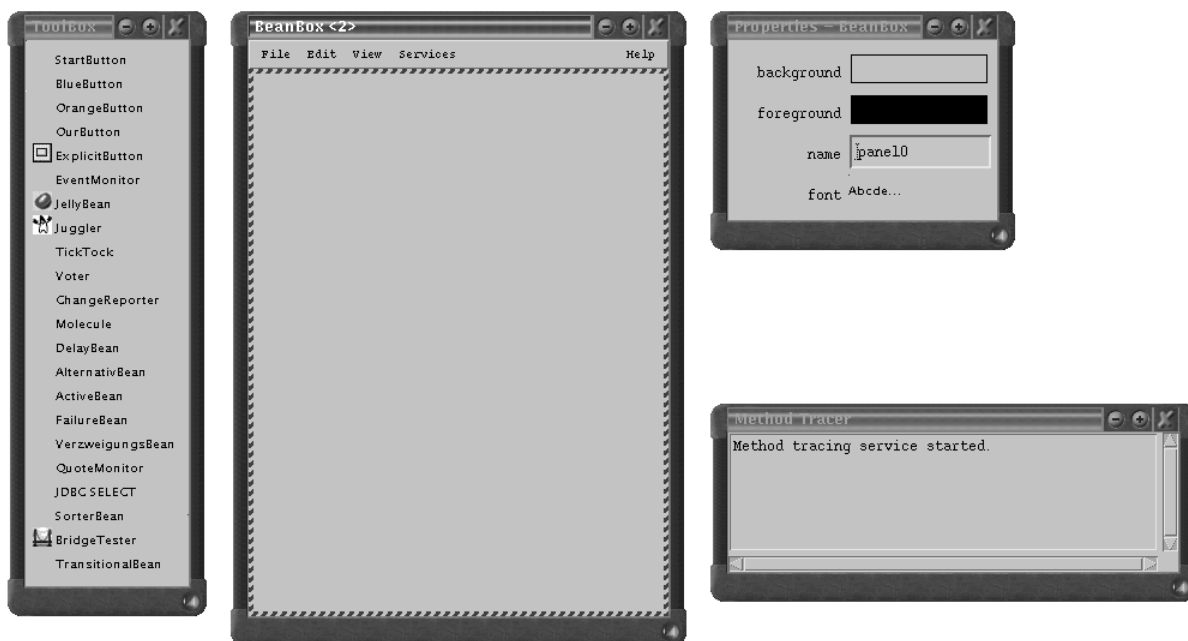 ToolBox
StartButton
BlueButton
OrangeButton
OurButton
ExplicitButton
EventMonitor
JellyBean
Juggler
TickTock
Voter
ChangeReporter
Molecule
DelayBean
AlternativBean
ActiveBean
FailureBean
VerzweigungsBean
QuoteMonitor
JDBC SELECT
SorterBean
BridgeTester
TransitionalBean
BeanBox <2>
File Edit View Services Help
Properties - BeanBox
background
foreground
name panel0
font Abcde...
Method Tracer
Method tracing service started.